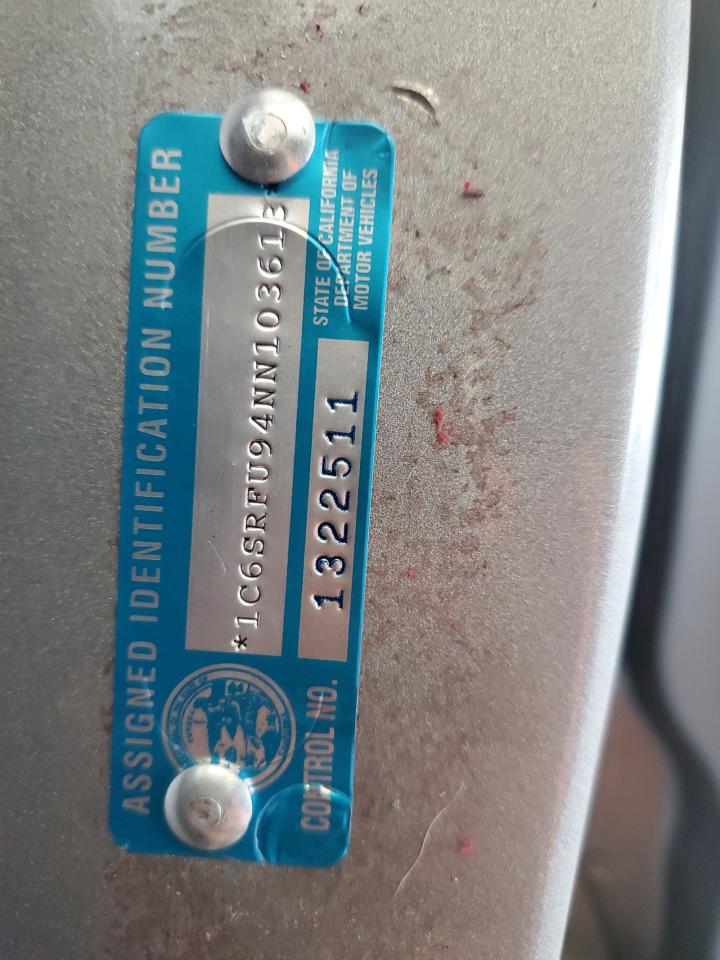 ASSIGNED IDENTIFICATION NUMBER
*1C6SRFU94NN103613*
STATE OF CALIFORNIA
DEPARTMENT OF
MOTOR VEHICLES
CONTROL NO. 1322511